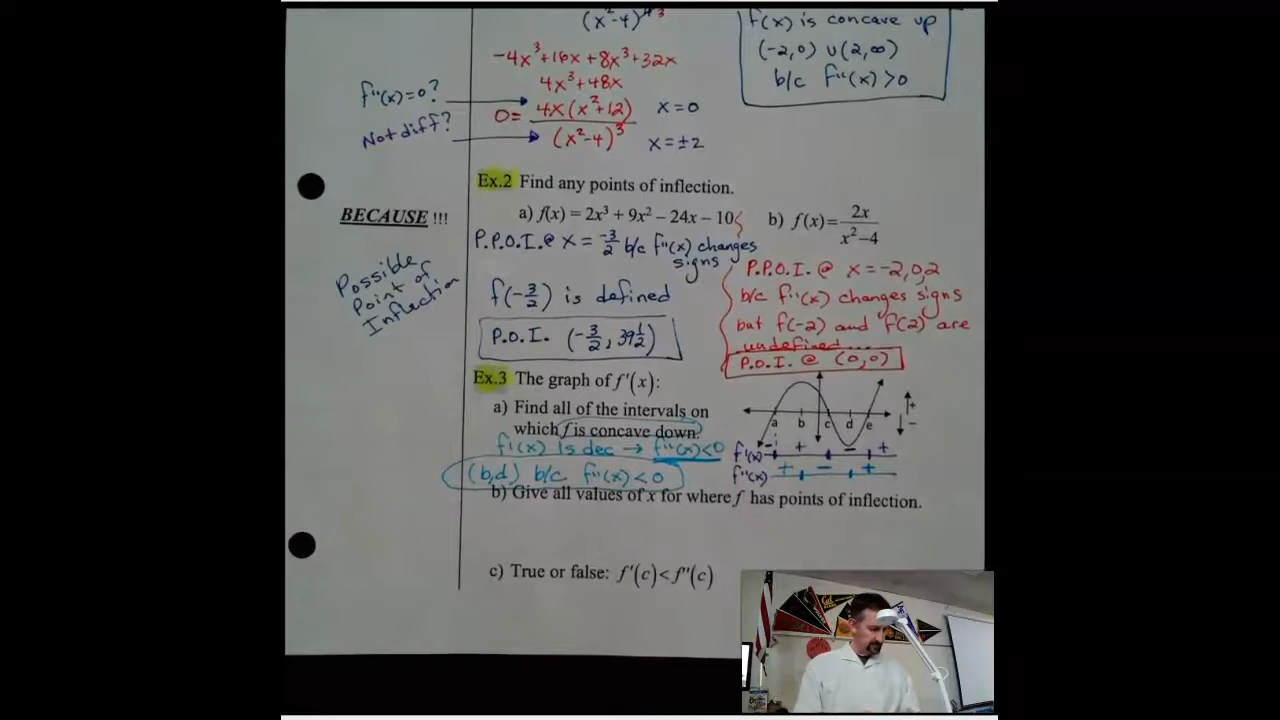 (x²-4)⁴ ³
-4x³+16x+8x³+32x
4x³+48x
f''(x)=0?
0= 4x(x²+12) x=0
Not diff?
(x²-4)³ x=±2
f(x) is concave up
(-2,0) ∪ (2,∞)
b/c f''(x)>0
Ex.2 Find any points of inflection.
BECAUSE !!!
a) f(x) = 2x³ + 9x² – 24x – 10
P.P.O.I. @ x = -3/2 b/c f''(x) changes
signs
f(-3/2) is defined
P.O.I. (-3/2, 39 1/2)
b) f(x)= 2x/(x²–4)
P.P.O.I. @ x=-2,0,2
b/c f''(x) changes signs
but f(-2) and f(2) are
undefined...
P.O.I. @ (0,0)
Possible
Point of
Inflection
Ex.3 The graph of f'(x):
a) Find all of the intervals on
which f is concave down.
f'(x) is dec → f''(x)<0
(b,d) b/c f''(x)<0
a b c d e
+
-
f'(x) - + - +
f''(x) + - +
b) Give all values of x for where f has points of inflection.
c) True or false: f'(c) < f''(c)
Cal